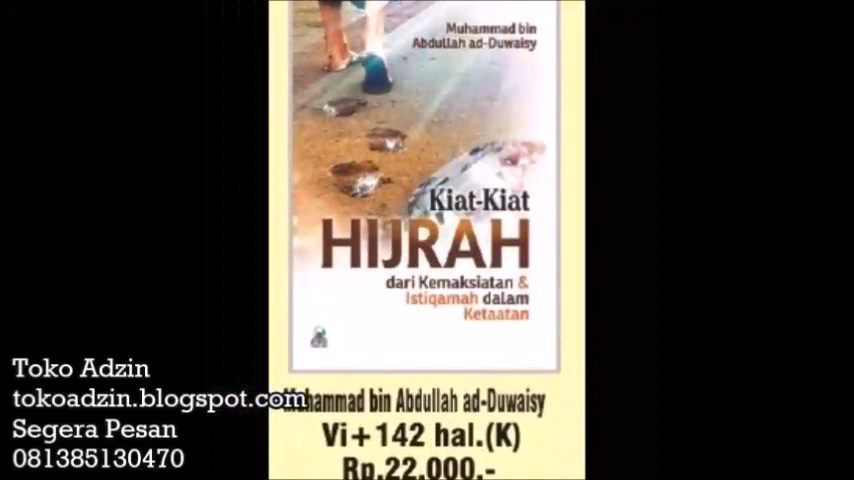 Muhammad bin
Abdullah ad-Duwaisy
Kiat-Kiat
HIJRAH
dari Kemaksiatan &
Istiqamah dalam
Ketaatan
Toko Adzin
tokoadzin.blogspot.com
Segera Pesan
081385130470
Muhammad bin Abdullah ad-Duwaisy
Vi+142 hal.(K)
Rp.22.000.-